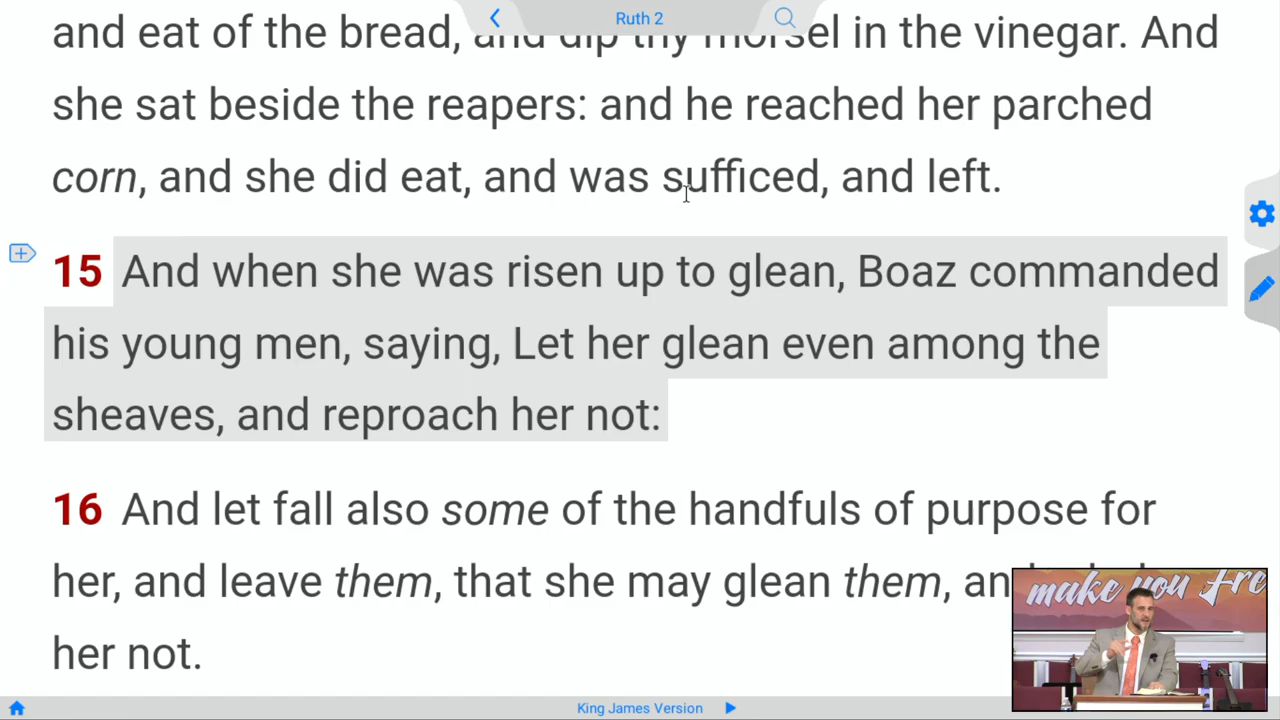 Ruth 2
and eat of the bread, and dip thy morsel in the vinegar. And
she sat beside the reapers: and he reached her parched
corn, and she did eat, and was sufficed, and left.
15 And when she was risen up to glean, Boaz commanded
his young men, saying, Let her glean even among the
sheaves, and reproach her not:
16 And let fall also some of the handfuls of purpose for
her, and leave them, that she may glean them,
her not.
make you Fre
King James Version